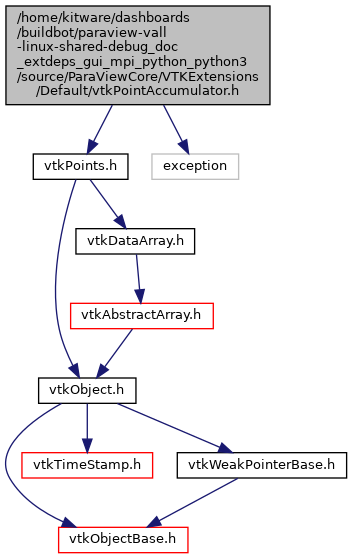 /home/kitware/dashboards
/buildbot/paraview-vall
-linux-shared-debug_doc
_extdeps_gui_mpi_python_python3
/source/ParaViewCore/VTKExtensions
/Default/vtkPointAccumulator.h
vtkPoints.h
exception
vtkDataArray.h
vtkAbstractArray.h
vtkObject.h
vtkTimeStamp.h
vtkWeakPointerBase.h
vtkObjectBase.h